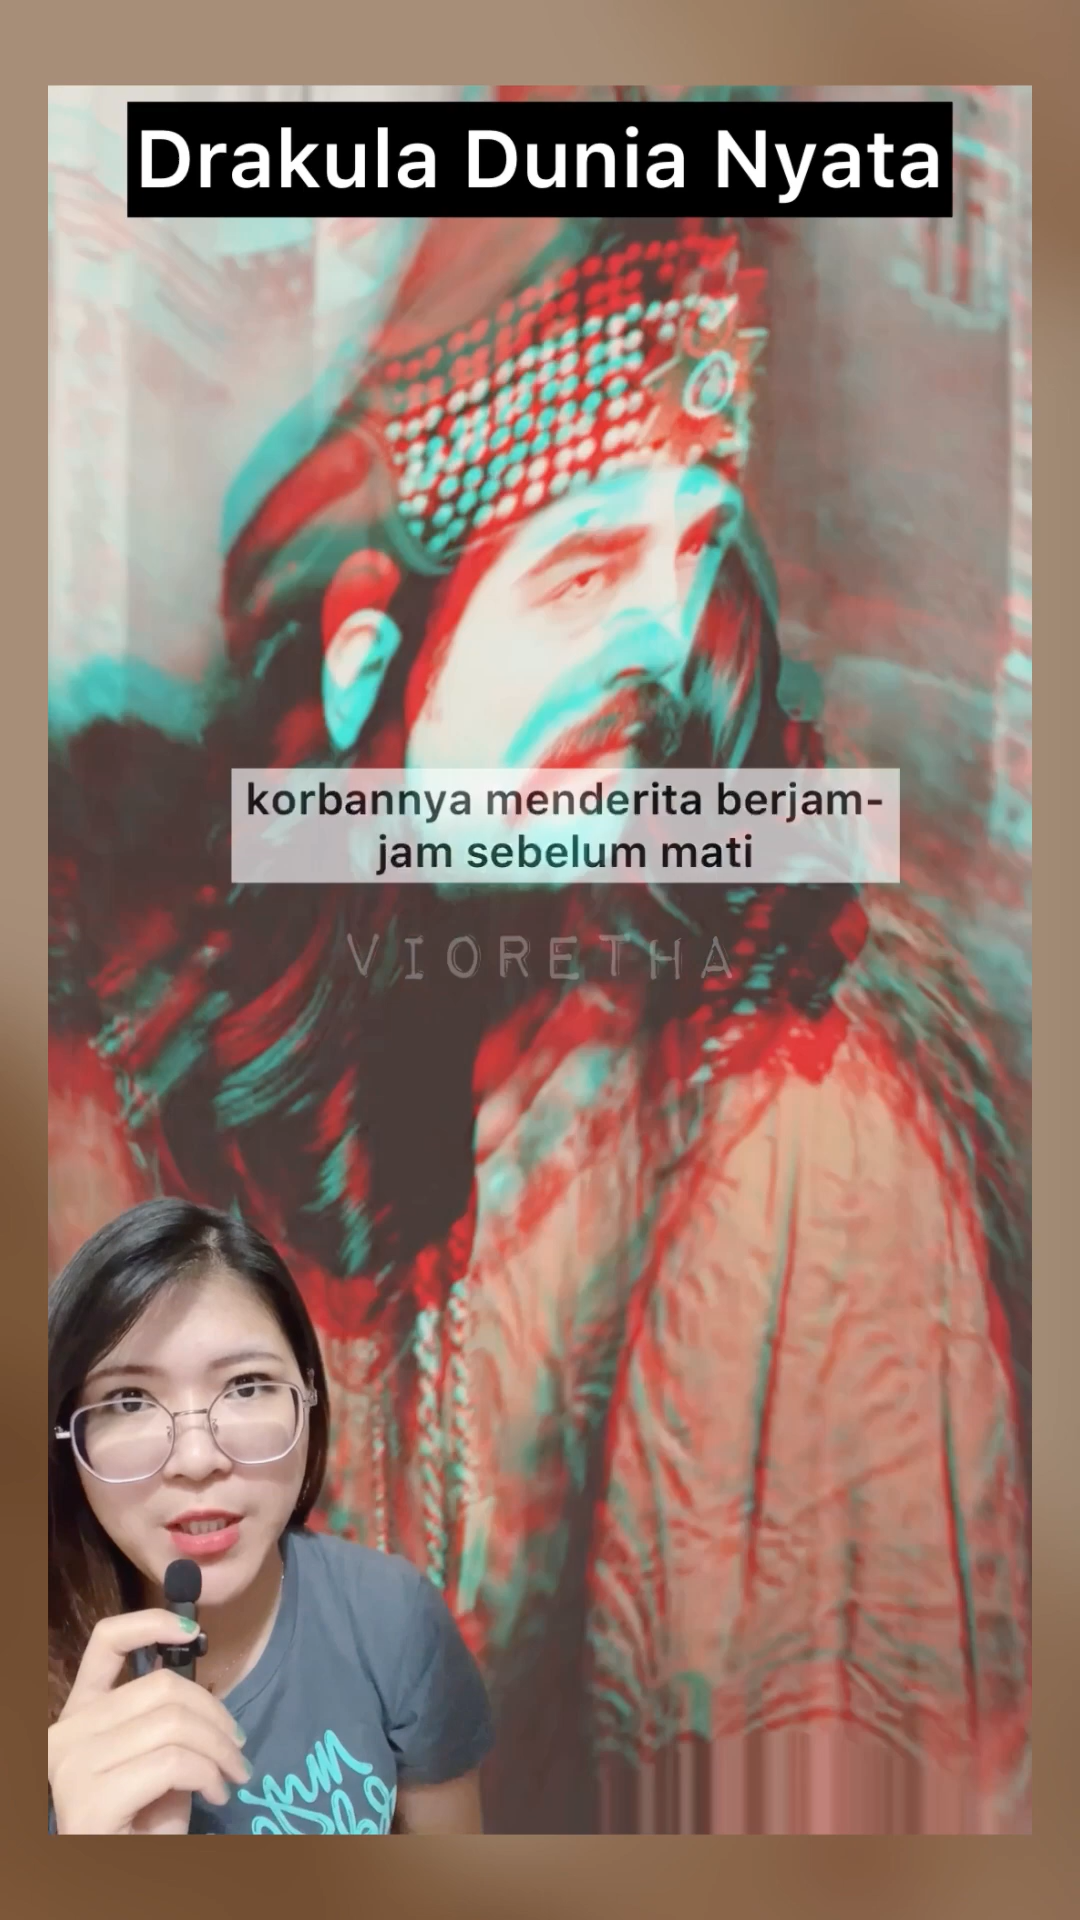 Drakula Dunia Nyata
korbannya menderita berjam-
jam sebelum mati
VIORETHA